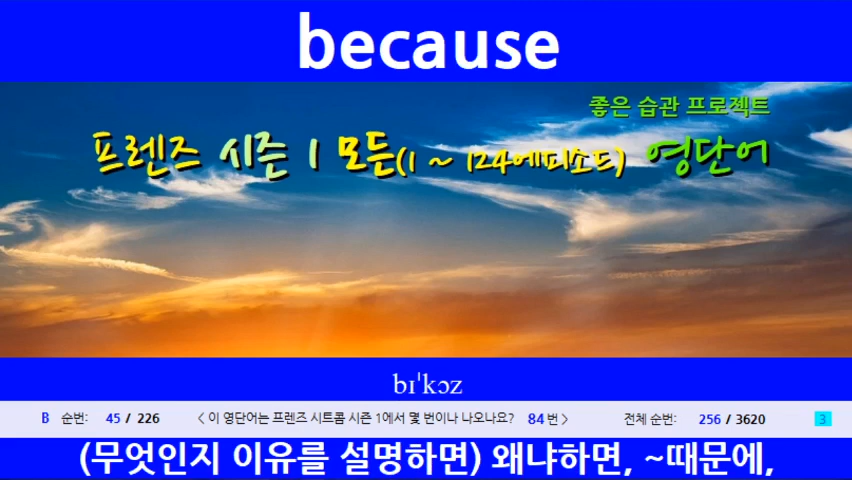 because
좋은 습관 프로젝트
프렌즈 시즌 1 모든(1 ~ 124에피소드) 영단어
bɪˈkɔz
B 순번: 45 / 226 < 이 영단어는 프렌즈 시트콤 시즌 1에서 몇 번이나 나오나요? 84 번 > 전체 순번: 256 / 3620 3
(무엇인지 이유를 설명하면) 왜냐하면, ~때문에,